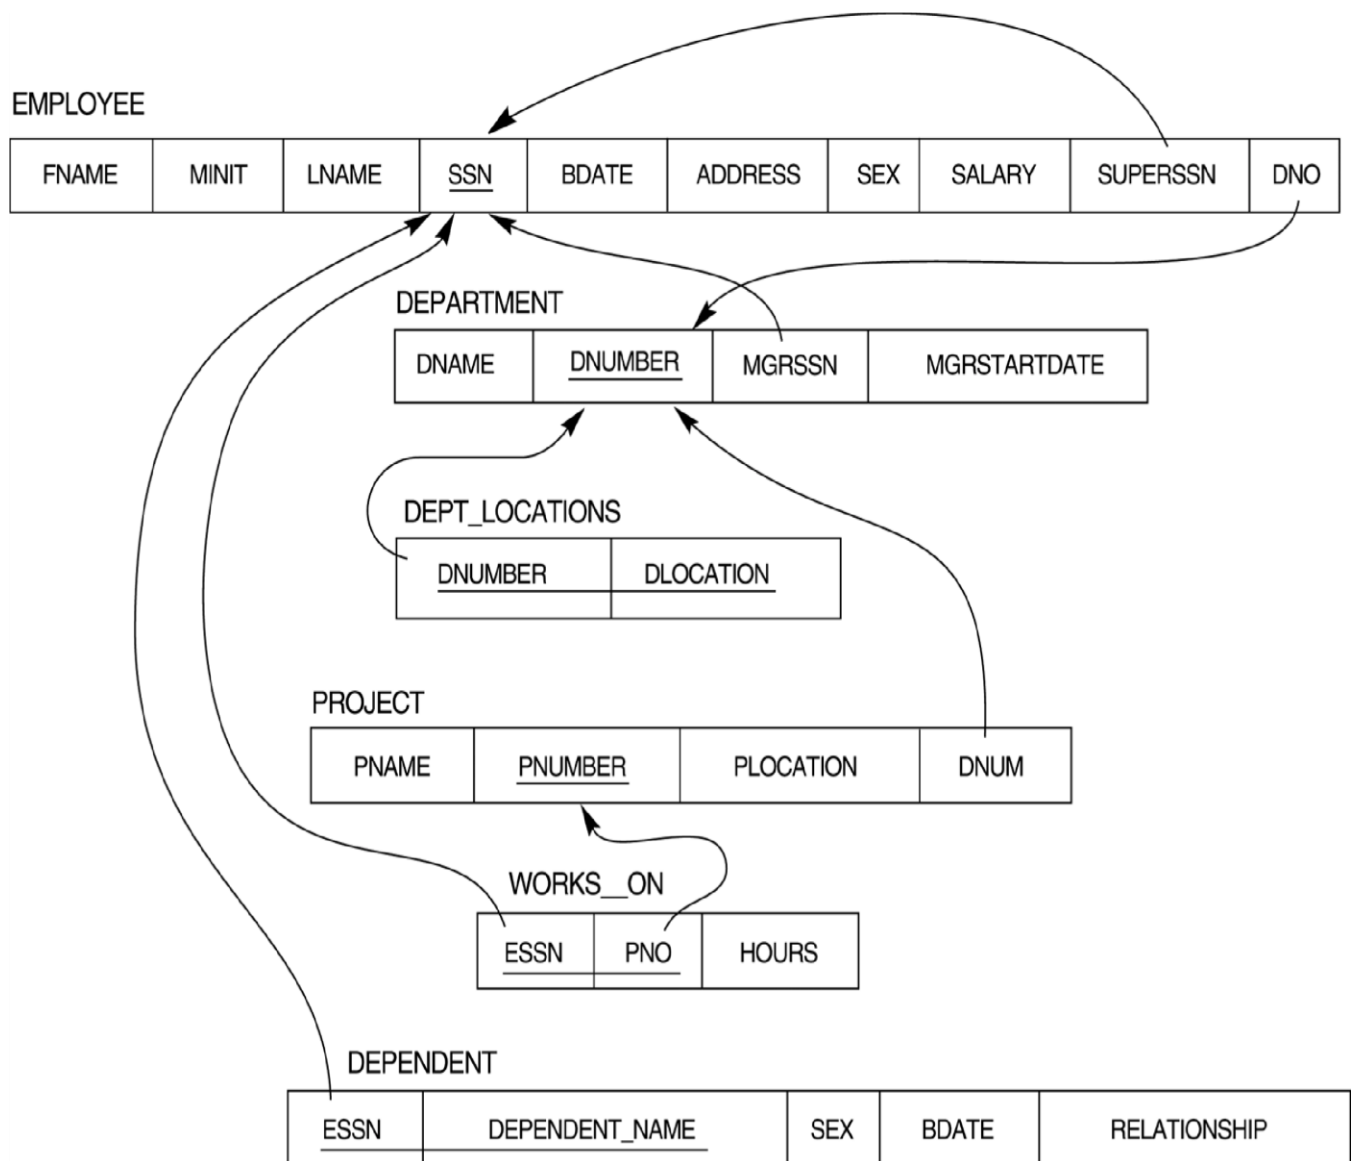 EMPLOYEE
FNAME MINIT LNAME SSN BDATE ADDRESS SEX SALARY SUPERSSN DNO
DEPARTMENT
DNAME DNUMBER MGRSSN MGRSTARTDATE
DEPT_LOCATIONS
DNUMBER DLOCATION
PROJECT
PNAME PNUMBER PLOCATION DNUM
WORKS__ON
ESSN PNO HOURS
DEPENDENT
ESSN DEPENDENT_NAME SEX BDATE RELATIONSHIP